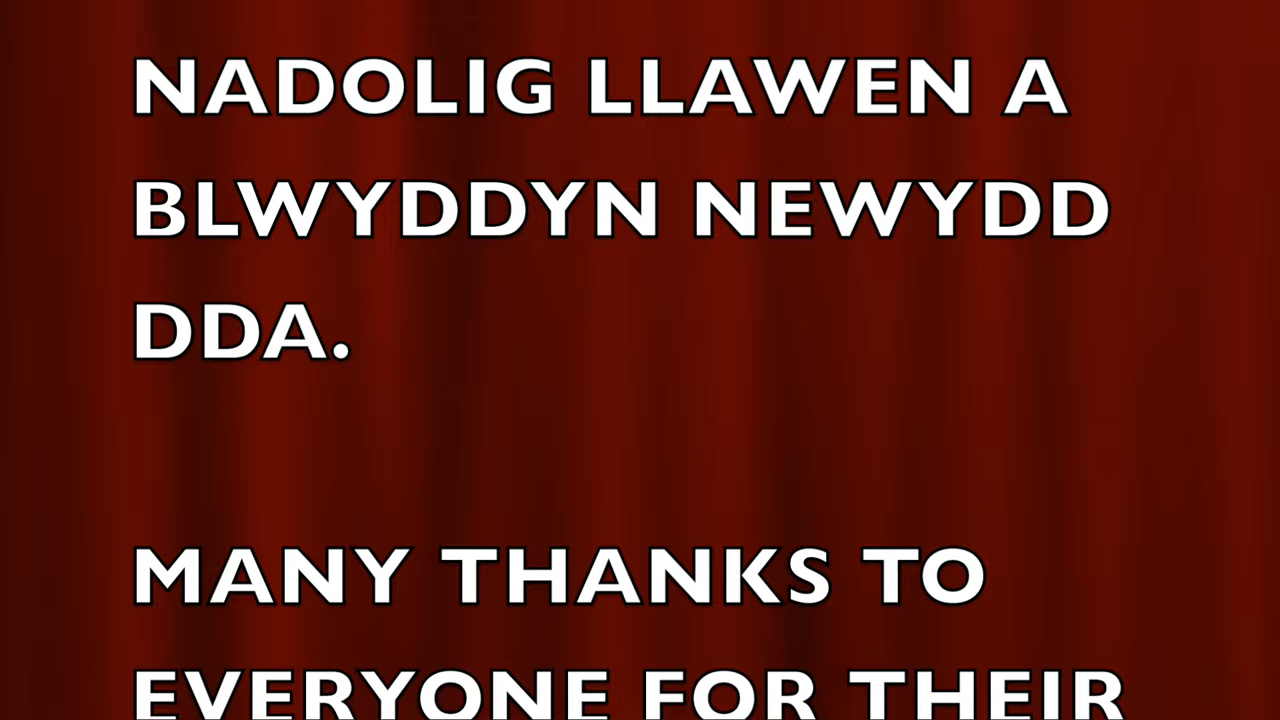 NADOLIG LLAWEN A
BLWYDDYN NEWYDD
DDA.
MANY THANKS TO
EVERYONE FOR THEIR